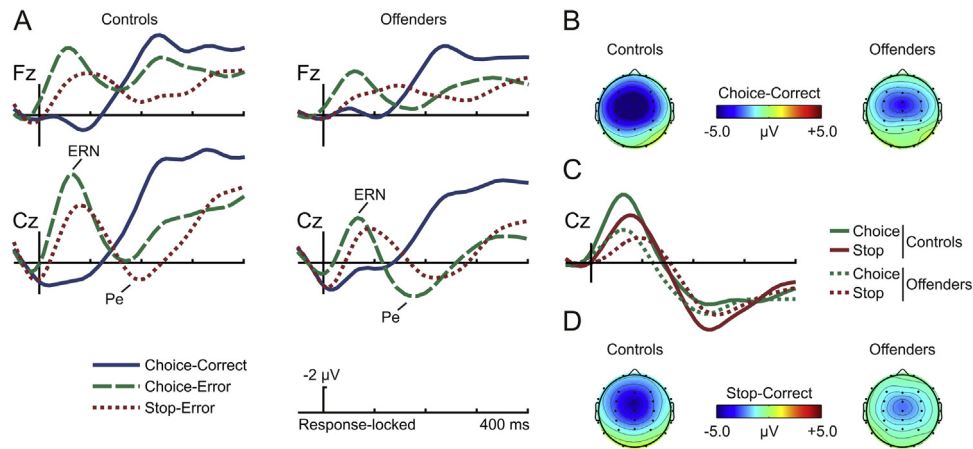 A
Controls
Offenders
Fz
Fz
ERN
Cz
Pe
ERN
Cz
Pe
Choice-Correct
Choice-Error
Stop-Error
-2 μV
Response-locked 400 ms
B
Controls
Offenders
Choice-Correct
-5.0 μV +5.0
C
Cz
Choice
Stop
Controls
Choice
Stop
Offenders
D
Controls
Offenders
Stop-Correct
-5.0 μV +5.0